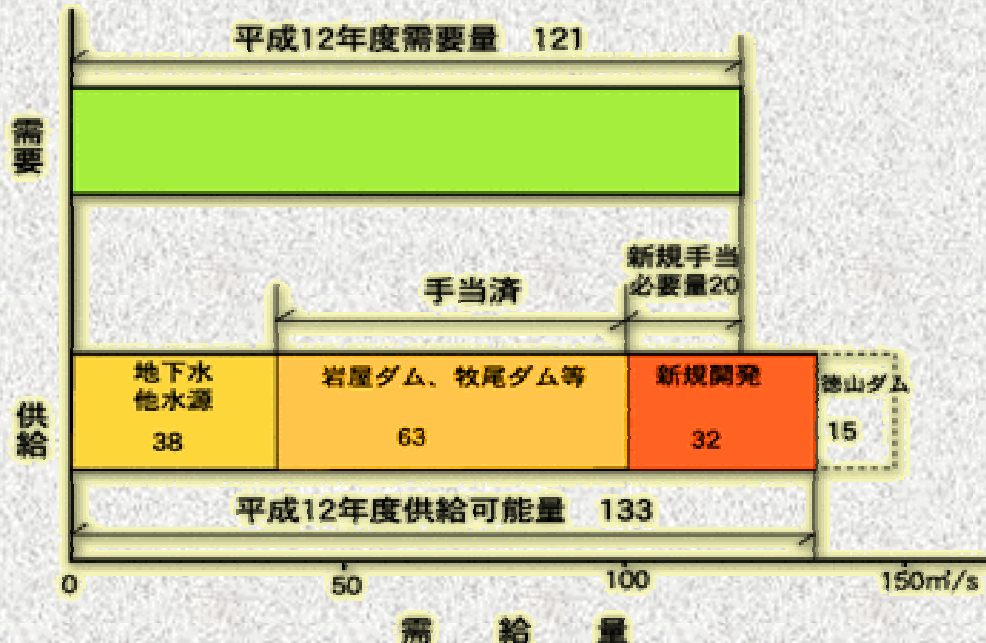 平成12年度需要量 121
需要
新規手当
必要量20
手当済
地下水
他水源
38
岩屋ダム、牧尾ダム等
63
新規開発
32
徳山ダム
15
供給
平成12年度供給可能量 133
0
50
100
150㎥/s
需給量